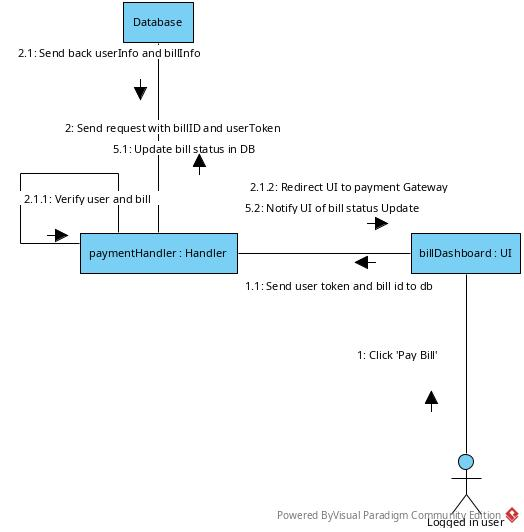 Database
2.1: Send back userInfo and billInfo
2: Send request with billID and userToken
5.1: Update bill status in DB
2.1.2: Redirect UI to payment Gateway
2.1.1: Verify user and bill
5.2: Notify UI of bill status Update
paymentHandler : Handler
billDashboard : UI
1.1: Send user token and bill id to db
1: Click 'Pay Bill'
Powered ByVisual Paradigm Community Edition
Logged in user